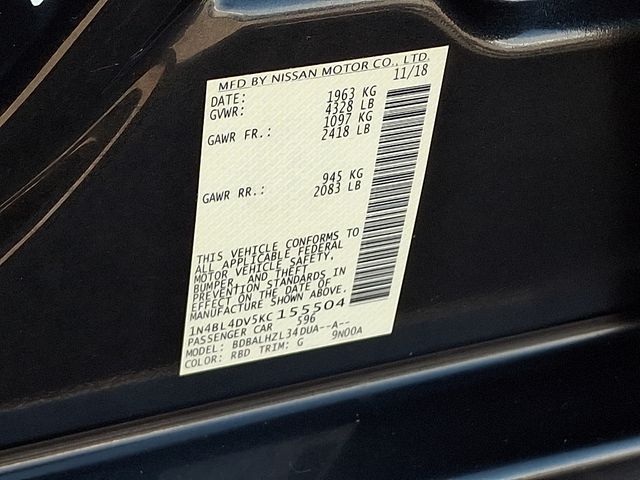 MFD BY NISSAN MOTOR CO., LTD.
DATE: 11/18
GVWR: 1963 KG
4328 LB
GAWR FR.: 1097 KG
2418 LB
GAWR RR.: 945 KG
2083 LB
THIS VEHICLE CONFORMS TO
ALL APPLICABLE FEDERAL
MOTOR VEHICLE SAFETY,
BUMPER, AND THEFT
PREVENTION STANDARDS IN
EFFECT ON THE DATE OF
MANUFACTURE SHOWN ABOVE.
1N4BL4DV5KC155504
PASSENGER CAR 596
MODEL: BDBALHZL34DUA--A--
COLOR: RBD TRIM: G 9N00A